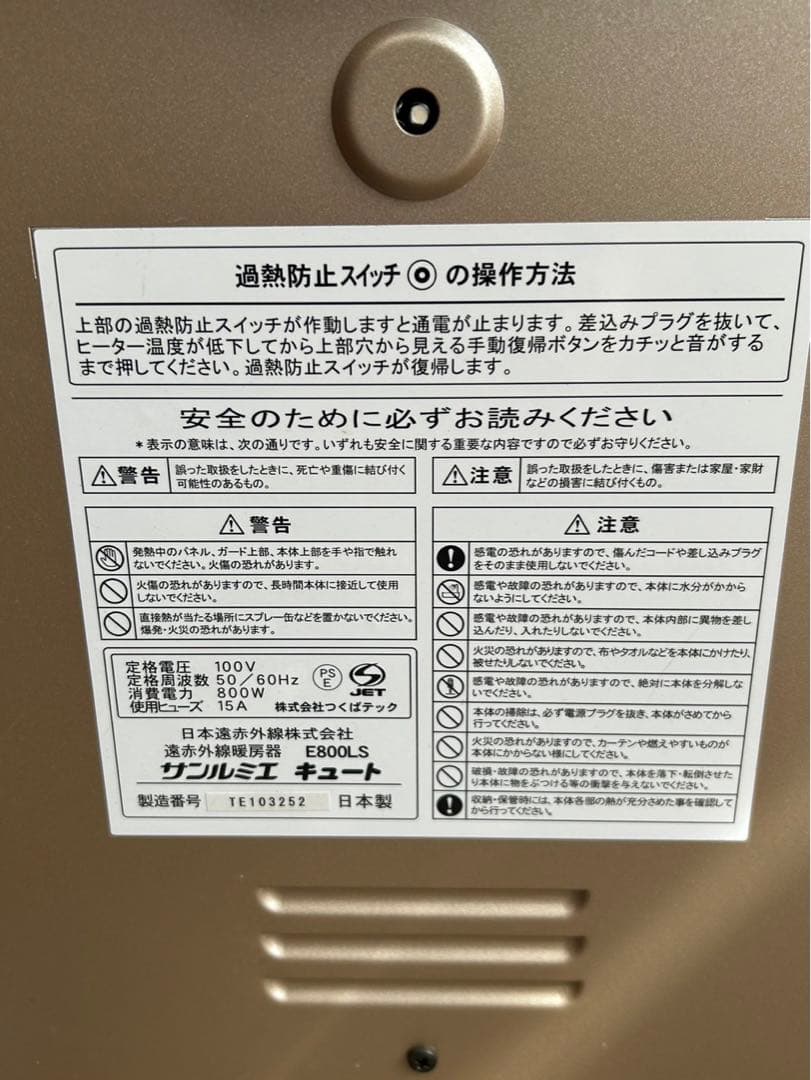 過熱防止スイッチ◎の操作方法
上部の過熱防止スイッチが作動しますと通電が止まります。差込みプラグを抜いて、
ヒーター温度が低下してから上部穴から見える手動復帰ボタンをカチッと音がする
まで押してください。過熱防止スイッチが復帰します。
安全のために必ずお読みください
*表示の意味は、次の通りです。いずれも安全に関する重要な内容ですので必ずお守りください。
⚠警告
誤った取扱をしたときに、死亡や重傷に結び付く
可能性のあるもの。
⚠注意
誤った取扱をしたときに、傷害または家屋・家財
などの損害に結び付くもの。
⚠警告
発熱中のパネル、ガード上部、本体上部を手や指で触れ
ないでください。火傷の恐れがあります。
火傷の恐れがありますので、長時間本体に接近して使用
しないでください。
直接熱が当たる場所にスプレー缶などを置かないでください。
爆発・火災の恐れがあります。
定格電圧 100V
定格周波数 50/60Hz
消費電力 800W
使用ヒューズ 15A
PS
E
JET
株式会社つくばテック
日本遠赤外線株式会社
遠赤外線暖房器 E800LS
サンルミエ キュート
製造番号 TE103252 日本製
⚠注意
感電の恐れがありますので、傷んだコードや差し込みプラグ
をそのまま使用しないでください。
感電や故障の恐れがありますので、本体に水分がかから
ないようにしてください。
感電や故障の恐れがありますので、本体内部に異物を差し
込んだり、入れたりしないでください。
火災の恐れがありますので、布やタオルなどを本体にかけたり、
被せたりしないでください。
感電や故障の恐れがありますので、絶対に本体を分解しな
いでください。
本体の掃除は、必ず電源プラグを抜き、本体がさめてから
行ってください。
火災の恐れがありますので、カーテンや燃えやすいものが
本体にかからない様にしてください。
破損・故障の恐れがありますので、本体を落下・転倒させた
り本体に物をぶつける等の衝撃を与えないでください。
収納・保管時には、本体各部の熱が充分さめた事を確認して
から行ってください。